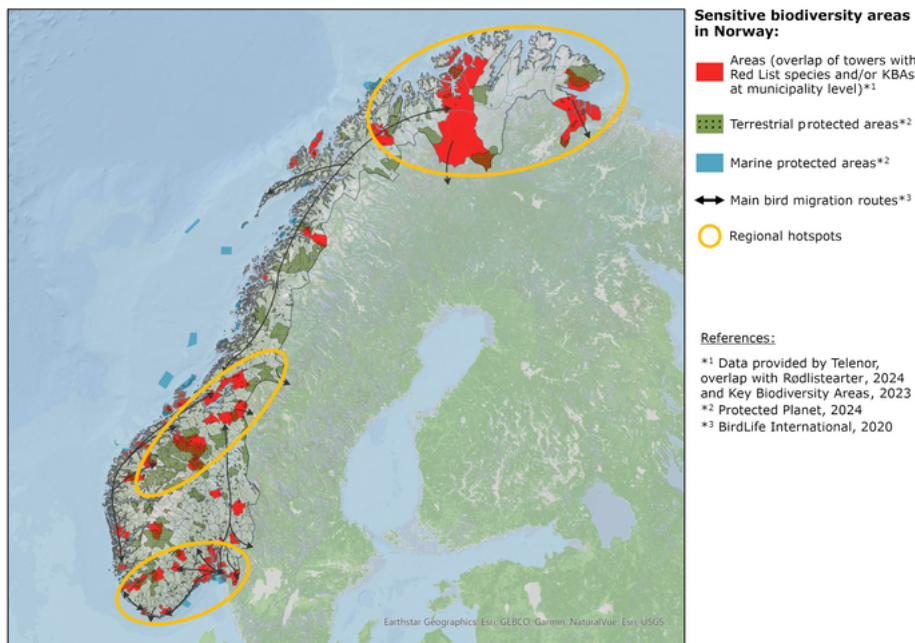 Sensitive biodiversity areas
in Norway:
Areas (overlap of towers with
Red List species and/or KBAs
at municipality level)*1
Terrestrial protected areas*2
Marine protected areas*2
Main bird migration routes*3
Regional hotspots
References:
*1 Data provided by Telenor,
overlap with Rødlistearter, 2024
and Key Biodiversity Areas, 2023
*2 Protected Planet, 2024
*3 BirdLife International, 2020
Earthstar Geographics; Esri, GEBCO, Garmin, NaturalVue; Esri, USGS